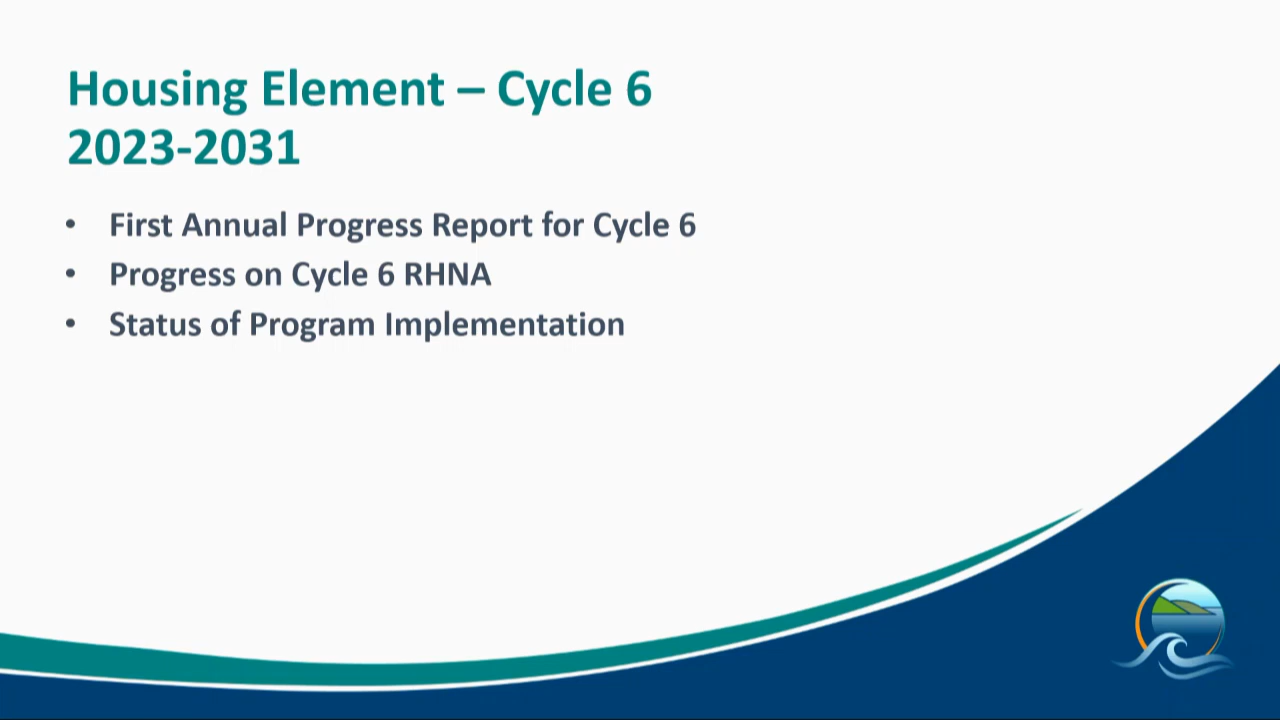 Housing Element – Cycle 6
2023-2031
• First Annual Progress Report for Cycle 6
• Progress on Cycle 6 RHNA
• Status of Program Implementation